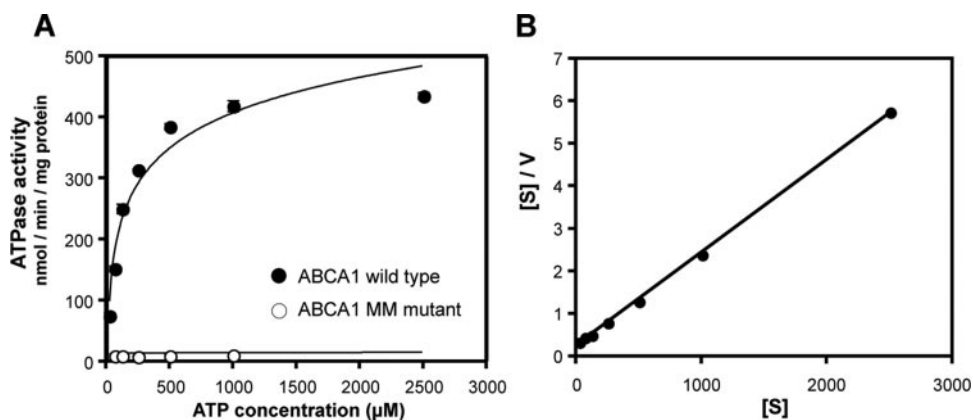 A
ATPase activity
nmol / min / mg protein
500
400
300
200
100
0
ABCA1 wild type
ABCA1 MM mutant
0 500 1000 1500 2000 2500 3000
ATP concentration (µM)
B
[S] / V
7
6
5
4
3
2
1
0
0 1000 2000 3000
[S]